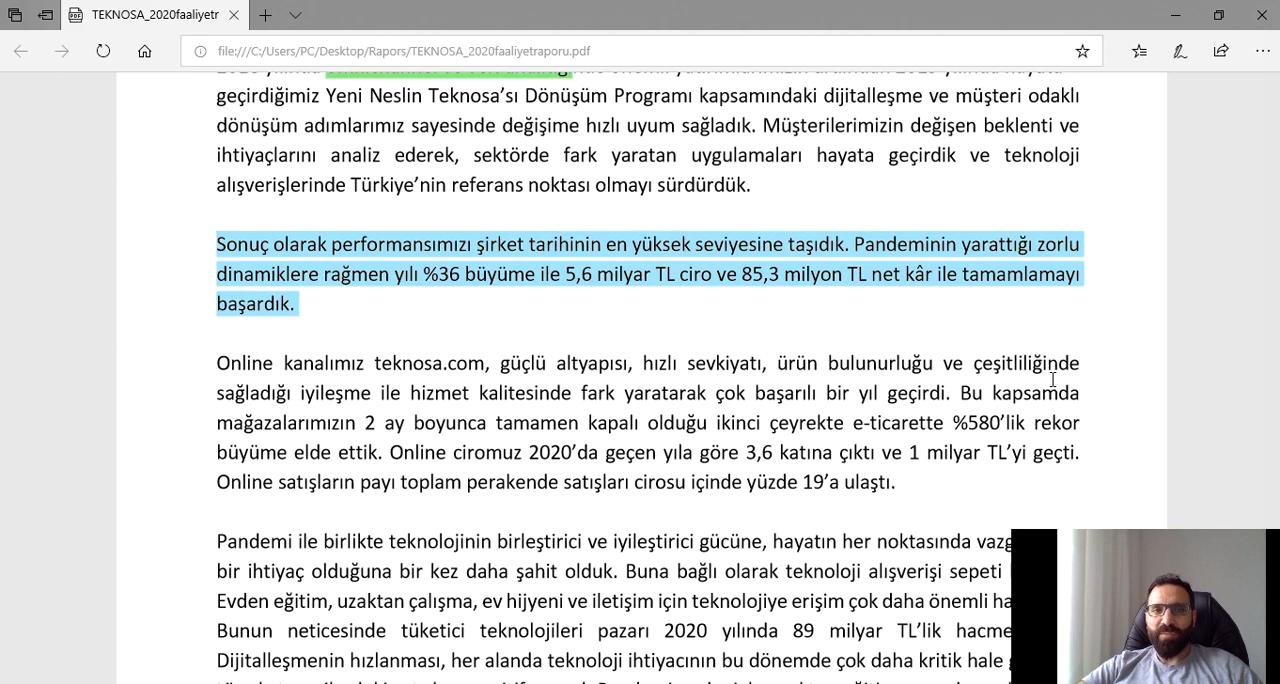 TEKNOSA_2020faaliyetr
file:///C:/Users/PC/Desktop/Rapors/TEKNOSA_2020faaliyetraporu.pdf
geçirdiğimiz Yeni Neslin Teknosa’sı Dönüşüm Programı kapsamındaki dijitalleşme ve müşteri odaklı
dönüşüm adımlarımız sayesinde değişime hızlı uyum sağladık. Müşterilerimizin değişen beklenti ve
ihtiyaçlarını analiz ederek, sektörde fark yaratan uygulamaları hayata geçirdik ve teknoloji
alışverişlerinde Türkiye’nin referans noktası olmayı sürdürdük.
Sonuç olarak performansımızı şirket tarihinin en yüksek seviyesine taşıdık. Pandeminin yarattığı zorlu
dinamiklere rağmen yılı %36 büyüme ile 5,6 milyar TL ciro ve 85,3 milyon TL net kâr ile tamamlamayı
başardık.
Online kanalımız teknosa.com, güçlü altyapısı, hızlı sevkiyatı, ürün bulunurluğu ve çeşitliliğinde
sağladığı iyileşme ile hizmet kalitesinde fark yaratarak çok başarılı bir yıl geçirdi. Bu kapsamda
mağazalarımızın 2 ay boyunca tamamen kapalı olduğu ikinci çeyrekte e-ticarette %580’lik rekor
büyüme elde ettik. Online ciromuz 2020’da geçen yıla göre 3,6 katına çıktı ve 1 milyar TL’yi geçti.
Online satışların payı toplam perakende satışları cirosu içinde yüzde 19’a ulaştı.
Pandemi ile birlikte teknolojinin birleştirici ve iyileştirici gücüne, hayatın her noktasında
bir ihtiyaç olduğuna bir kez daha şahit olduk. Buna bağlı olarak teknoloji alışverişi sepeti
Evden eğitim, uzaktan çalışma, ev hijyeni ve iletişim için teknolojiye erişim çok daha önemli
Bunun neticesinde tüketici teknolojileri pazarı 2020 yılında 89 milyar TL’lik
Dijitalleşmenin hızlanması, her alanda teknoloji ihtiyacının bu dönemde çok daha kritik hale